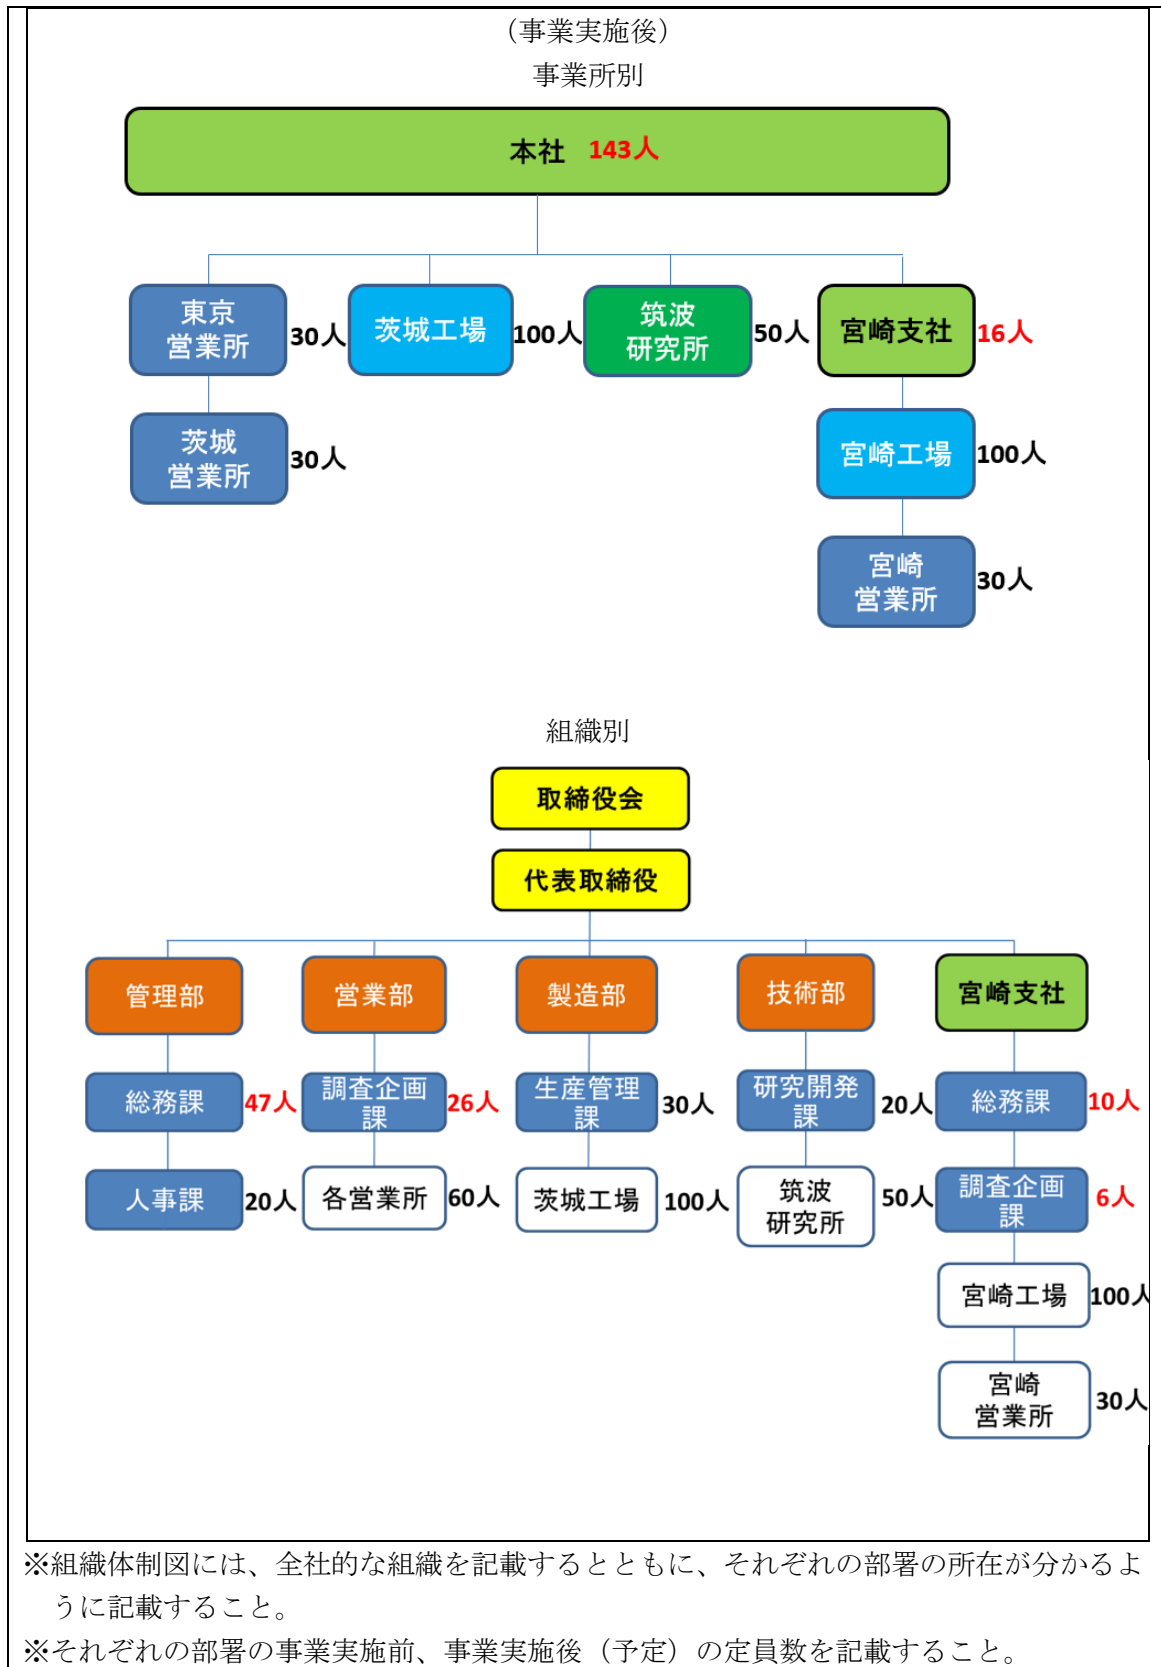 （事業実施後）
事業所別
本社 143人
東京
営業所
30人
茨城工場
100人
筑波
研究所
50人
宮崎支社
16人
茨城
営業所
30人
宮崎工場
100人
宮崎
営業所
30人
組織別
取締役会
代表取締役
管理部
営業部
製造部
技術部
宮崎支社
総務課
47人
調査企画
課
26人
生産管理
課
30人
研究開発
課
20人
総務課
10人
人事課
20人
各営業所
60人
茨城工場
100人
筑波
研究所
50人
調査企画
課
6人
宮崎工場
100人
宮崎
営業所
30人
※組織体制図には、全社的な組織を記載するとともに、それぞれの部署の所在が分かるよ
うに記載すること。
※それぞれの部署の事業実施前、事業実施後（予定）の定員数を記載すること。